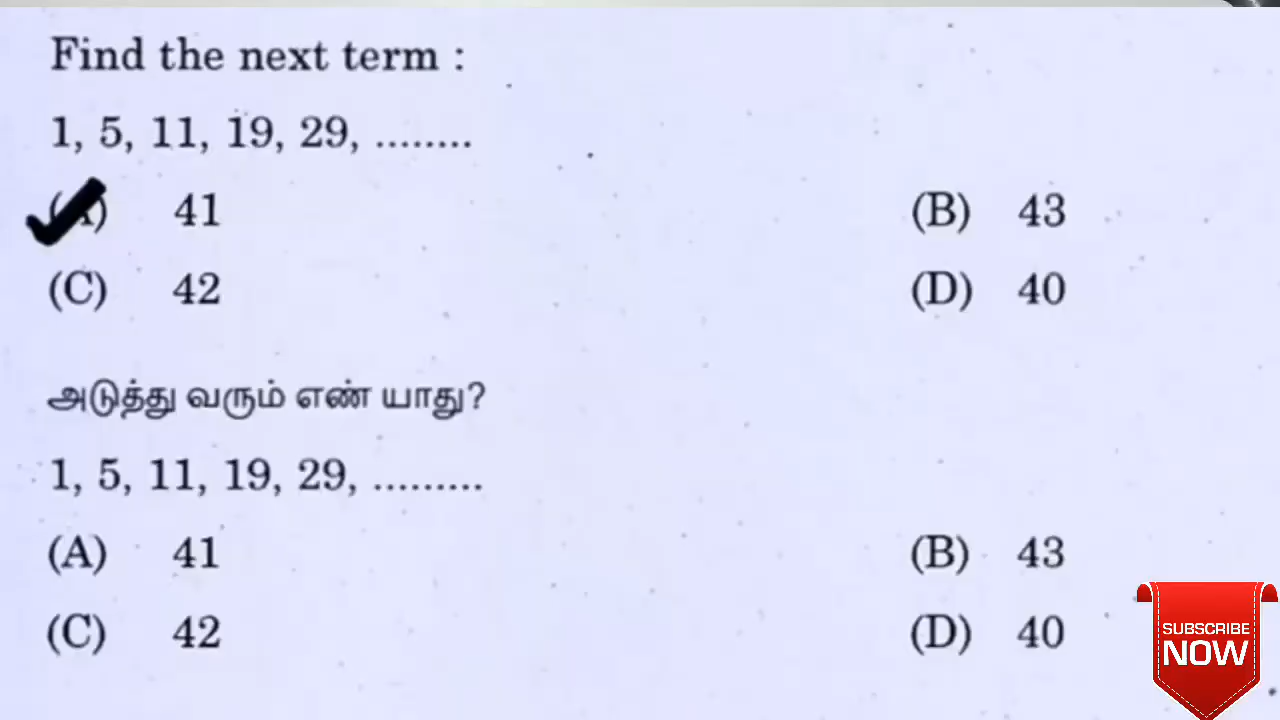 Find the next term :
1, 5, 11, 19, 29, ........
(A) 41 (B) 43
(C) 42 (D) 40
அடுத்து வரும் எண் யாது?
1, 5, 11, 19, 29, .........
(A) 41 (B) 43
(C) 42 (D) 40
SUBSCRIBE
NOW